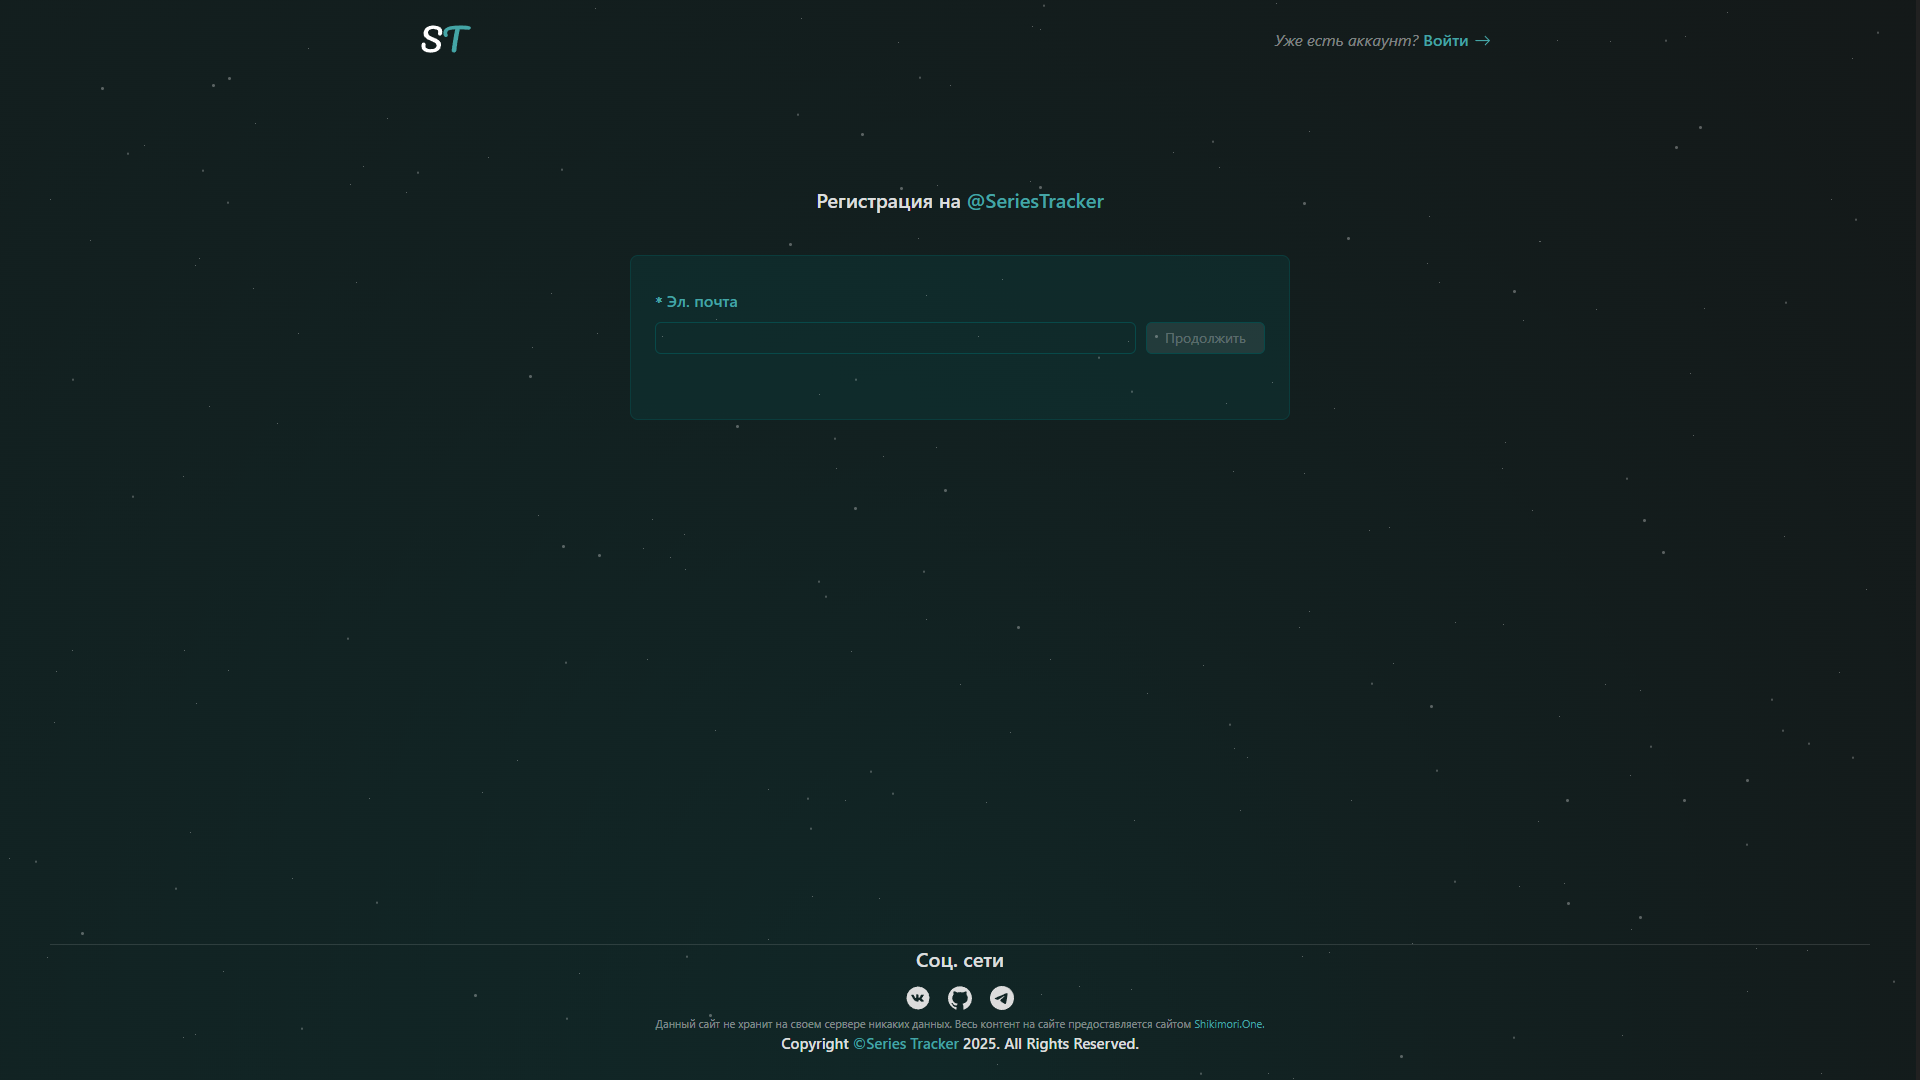 ST
Уже есть аккаунт? Войти →
Регистрация на @SeriesTracker
* Эл. почта
Продолжить
Соц. сети
Данный сайт не хранит на своем сервере никаких данных. Весь контент на сайте предоставляется сайтом Shikimori.One.
Copyright ©Series Tracker 2025. All Rights Reserved.